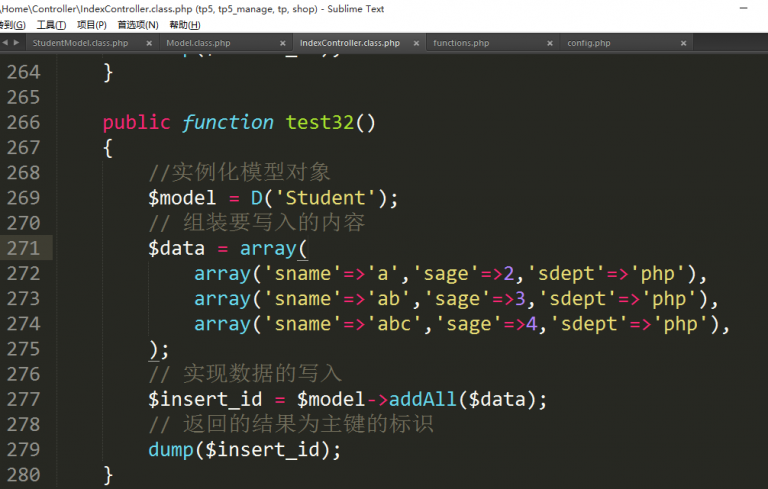 \Home\Controller\IndexController.class.php (tp5, tp5_manage, tp, shop) - Sublime Text
转到(G) 工具(T) 项目(P) 首选项(N) 帮助(H)
StudentModel.class.php × Model.class.php × IndexController.class.php × functions.php × config.php ×
264 }
265
266 public function test32()
267 {
268 //实例化模型对象
269 $model = D('Student');
270 // 组装要写入的内容
271 $data = array(
272 array('sname'=>'a','sage'=>2,'sdept'=>'php'),
273 array('sname'=>'ab','sage'=>3,'sdept'=>'php'),
274 array('sname'=>'abc','sage'=>4,'sdept'=>'php'),
275 );
276 // 实现数据的写入
277 $insert_id = $model->addAll($data);
278 // 返回的结果为主键的标识
279 dump($insert_id);
280 }